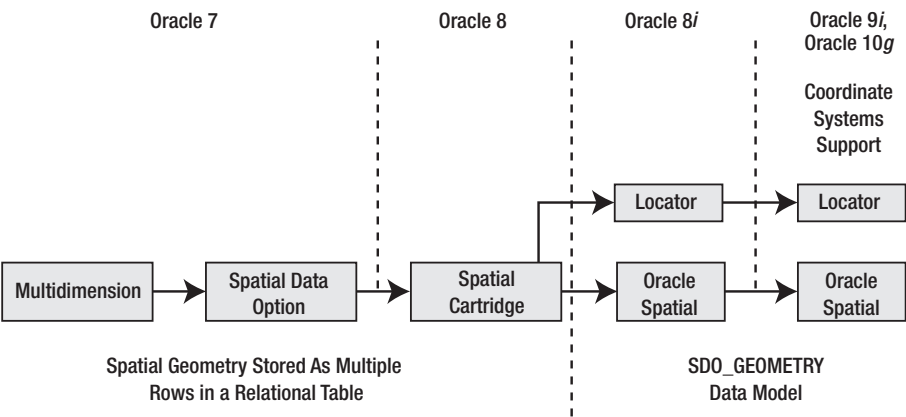 Oracle 7
Oracle 8
Oracle 8i
Oracle 9i,
Oracle 10g
Coordinate
Systems
Support
Locator
Locator
Multidimension
Spatial Data
Option
Spatial
Cartridge
Oracle
Spatial
Oracle
Spatial
Spatial Geometry Stored As Multiple
Rows in a Relational Table
SDO_GEOMETRY
Data Model